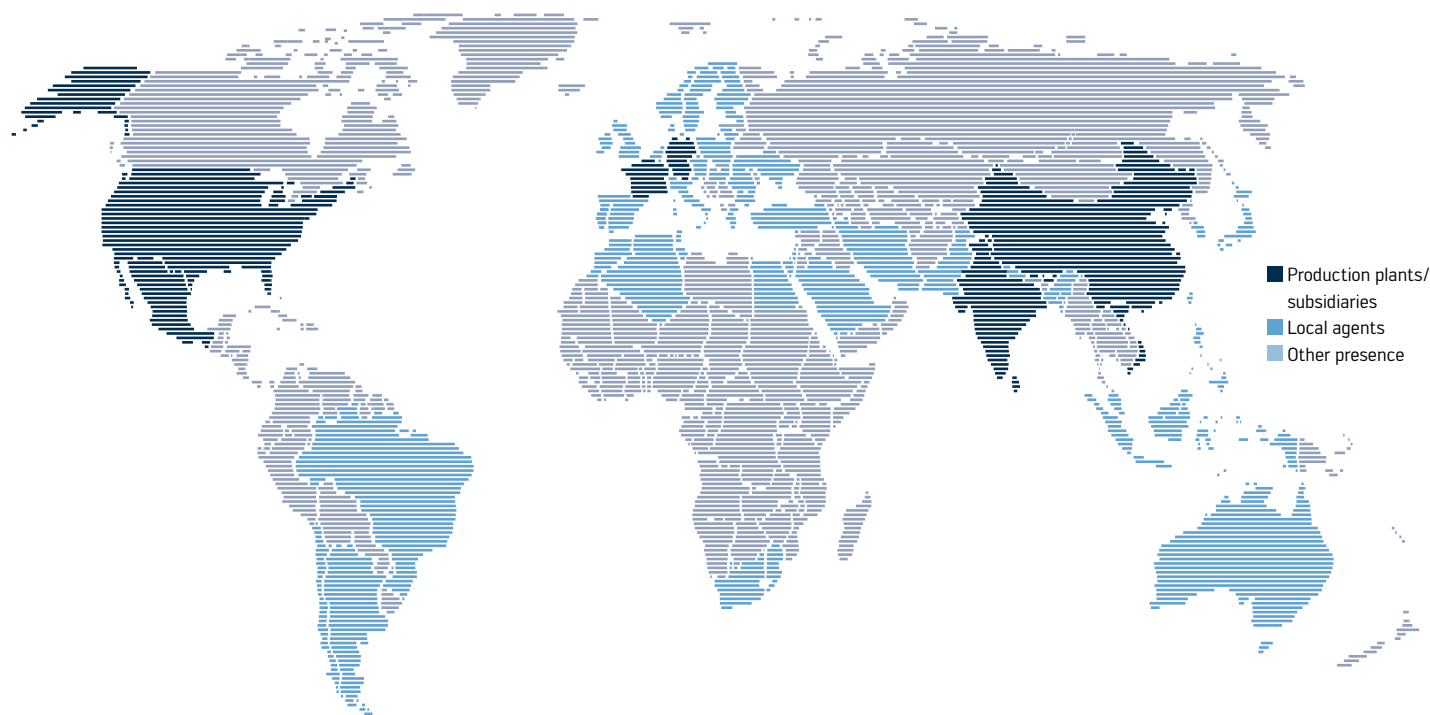 Production plants/
subsidiaries
Local agents
Other presence